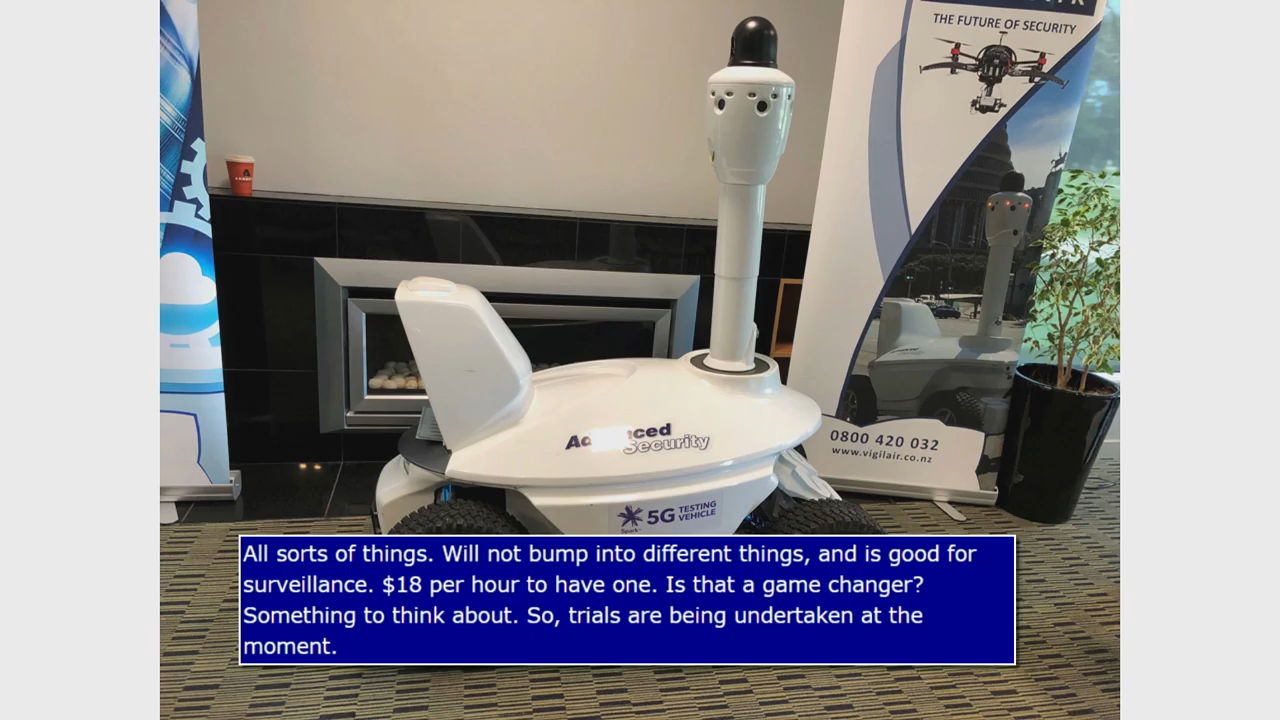 THE FUTURE OF SECURITY
Security
Spark
5G TESTING
VEHICLE
0800 420 032
www.vigilair.co.nz
All sorts of things. Will not bump into different things, and is good for
surveillance. $18 per hour to have one. Is that a game changer?
Something to think about. So, trials are being undertaken at the
moment.